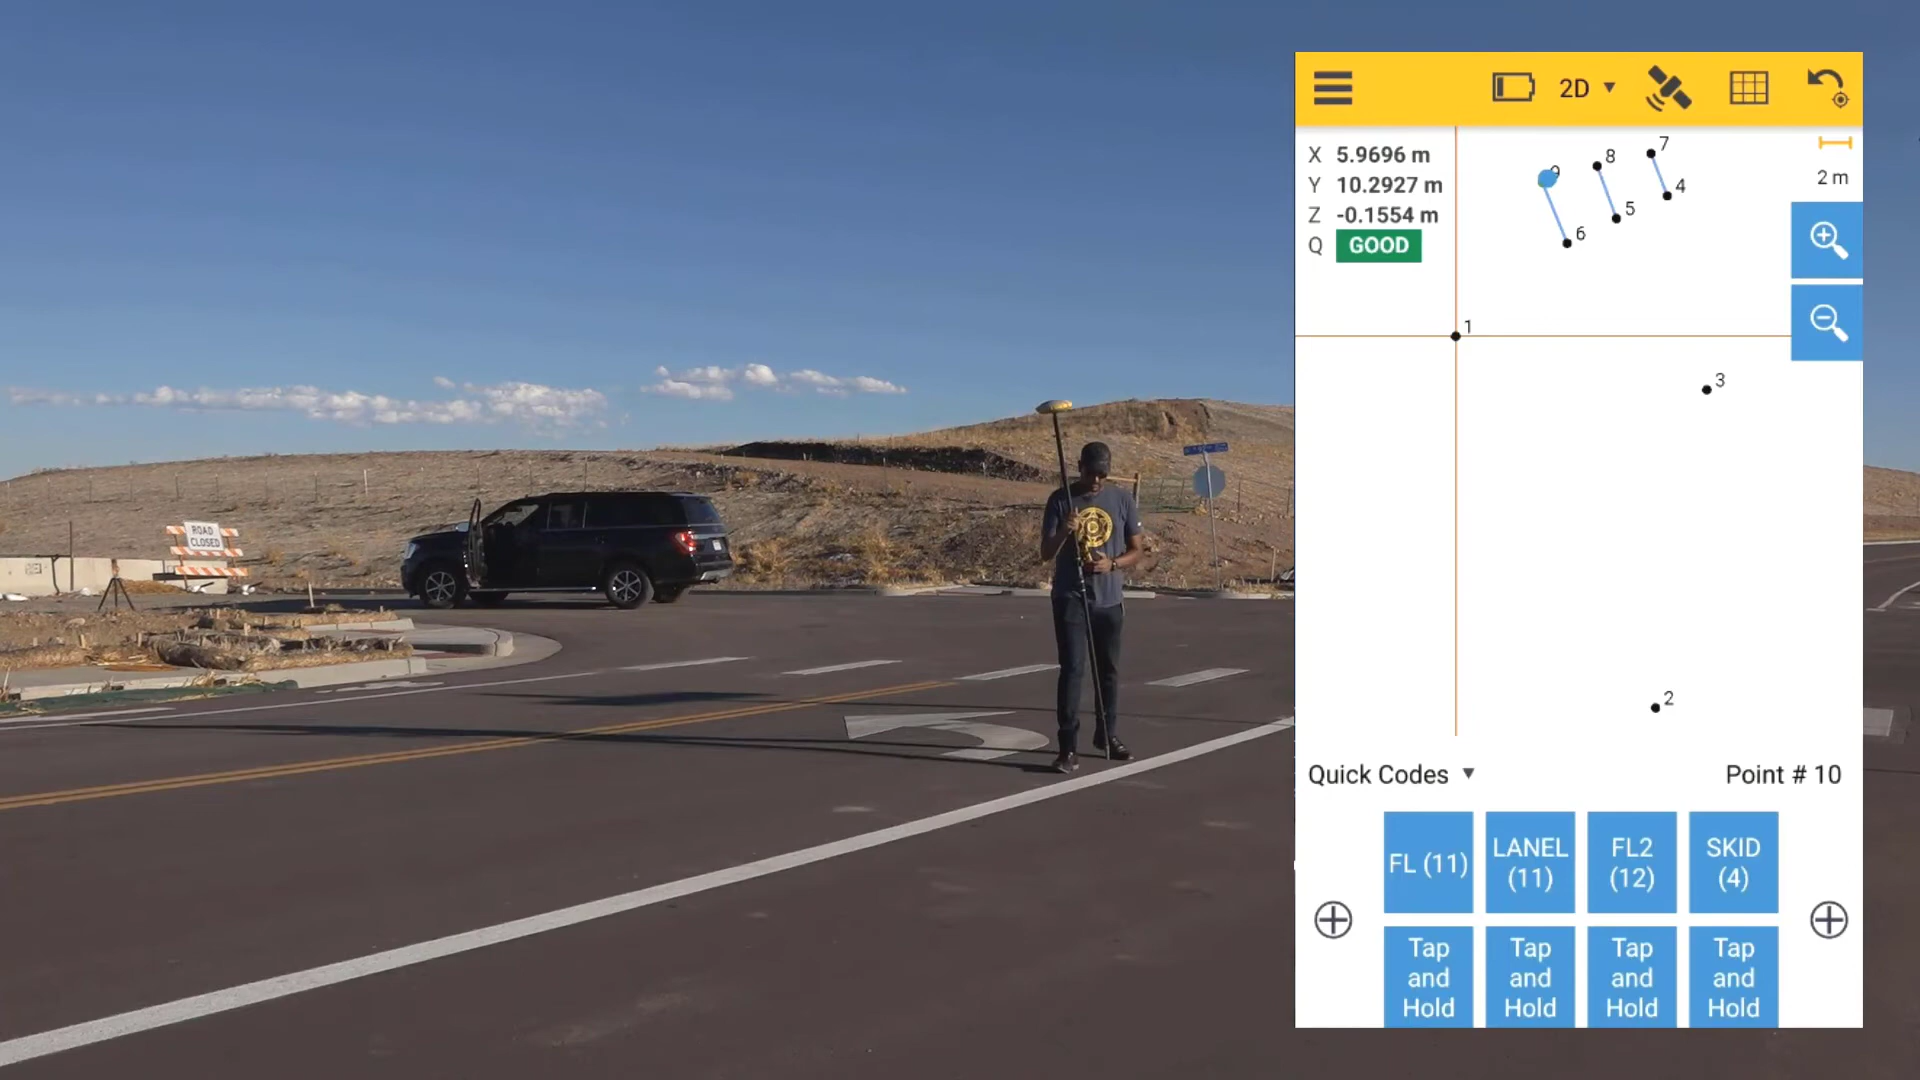 ROAD
CLOSED
2D
X 5.9696 m
Y 10.2927 m
Z -0.1554 m
Q GOOD
2 m
7
8
9
4
5
6
1
3
2
Quick Codes
Point # 10
FL (11)
LANEL
(11)
FL2
(12)
SKID
(4)
Tap
and
Hold
Tap
and
Hold
Tap
and
Hold
Tap
and
Hold